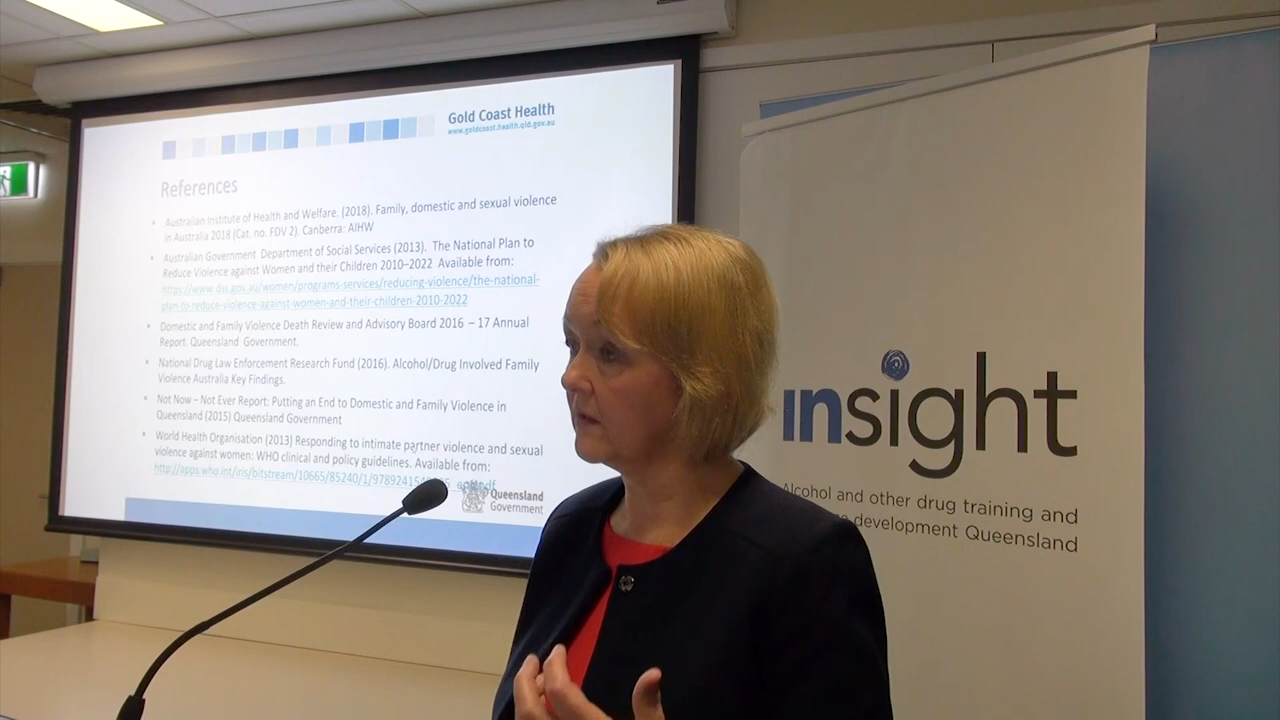 Gold Coast Health
www.goldcoast.health.qld.gov.au
References
Australian Institute of Health and Welfare. (2018). Family, domestic and sexual violence
in Australia 2018 (Cat. no. FDV 2). Canberra: AIHW
Australian Government Department of Social Services (2013). The National Plan to
Reduce Violence against Women and their Children 2010–2022 Available from:
https://www.dss.gov.au/women/programs-services/reducing-violence/the-national-
plan-to-reduce-violence-against-women-and-their-children-2010-2022
Domestic and Family Violence Death Review and Advisory Board 2016 – 17 Annual
Report. Queensland Government.
National Drug Law Enforcement Research Fund (2016). Alcohol/Drug Involved Family
Violence Australia Key Findings.
Not Now – Not Ever Report: Putting an End to Domestic and Family Violence in
Queensland (2015) Queensland Government
World Health Organisation (2013) Responding to intimate partner violence and sexual
violence against women: WHO clinical and policy guidelines. Available from:
Queensland
Government
insight
Alcohol and other drug training and
development Queensland